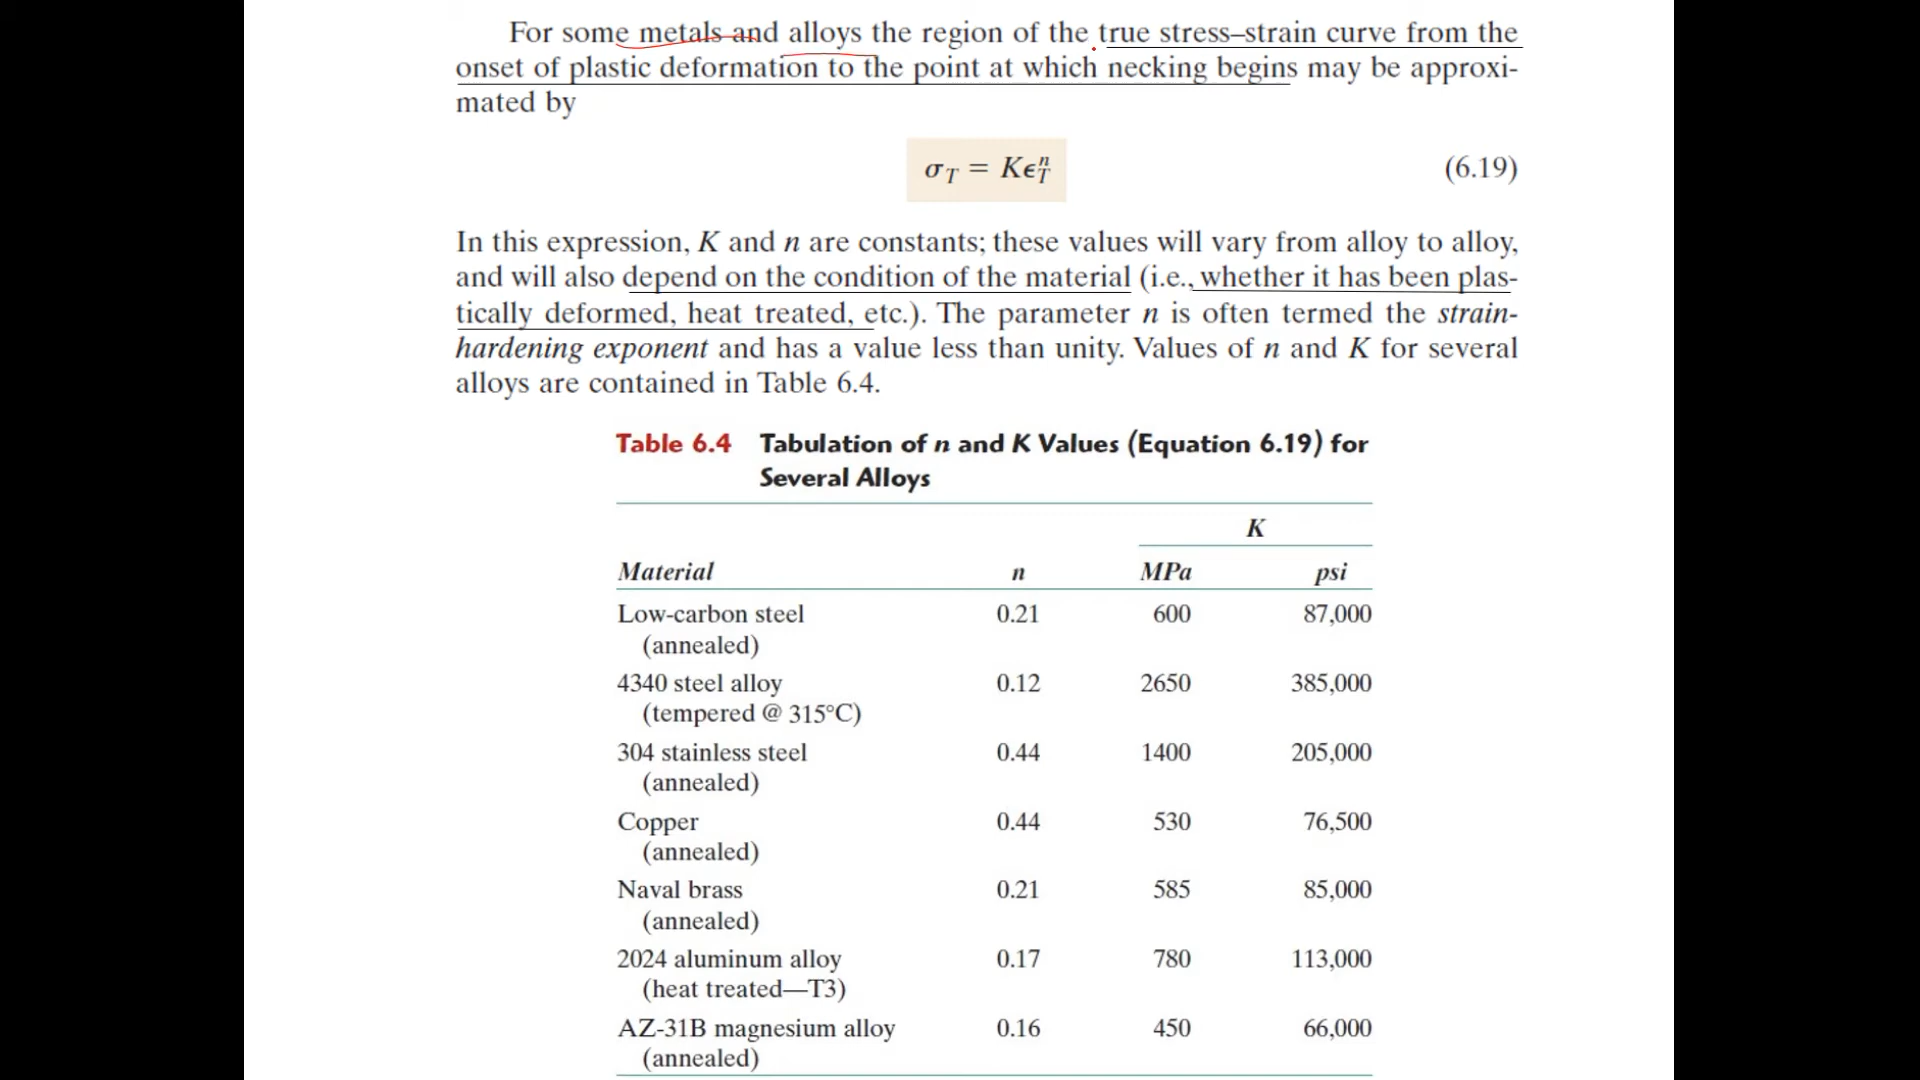 For some metals and alloys the region of the true stress–strain curve from the
onset of plastic deformation to the point at which necking begins may be approxi-
mated by
σT = KϵTⁿ (6.19)
In this expression, K and n are constants; these values will vary from alloy to alloy,
and will also depend on the condition of the material (i.e., whether it has been plas-
tically deformed, heat treated, etc.). The parameter n is often termed the strain-
hardening exponent and has a value less than unity. Values of n and K for several
alloys are contained in Table 6.4.
Table 6.4 Tabulation of n and K Values (Equation 6.19) for
Several Alloys
K
Material n MPa psi
Low-carbon steel 0.21 600 87,000
(annealed)
4340 steel alloy 0.12 2650 385,000
(tempered @ 315°C)
304 stainless steel 0.44 1400 205,000
(annealed)
Copper 0.44 530 76,500
(annealed)
Naval brass 0.21 585 85,000
(annealed)
2024 aluminum alloy 0.17 780 113,000
(heat treated—T3)
AZ-31B magnesium alloy 0.16 450 66,000
(annealed)